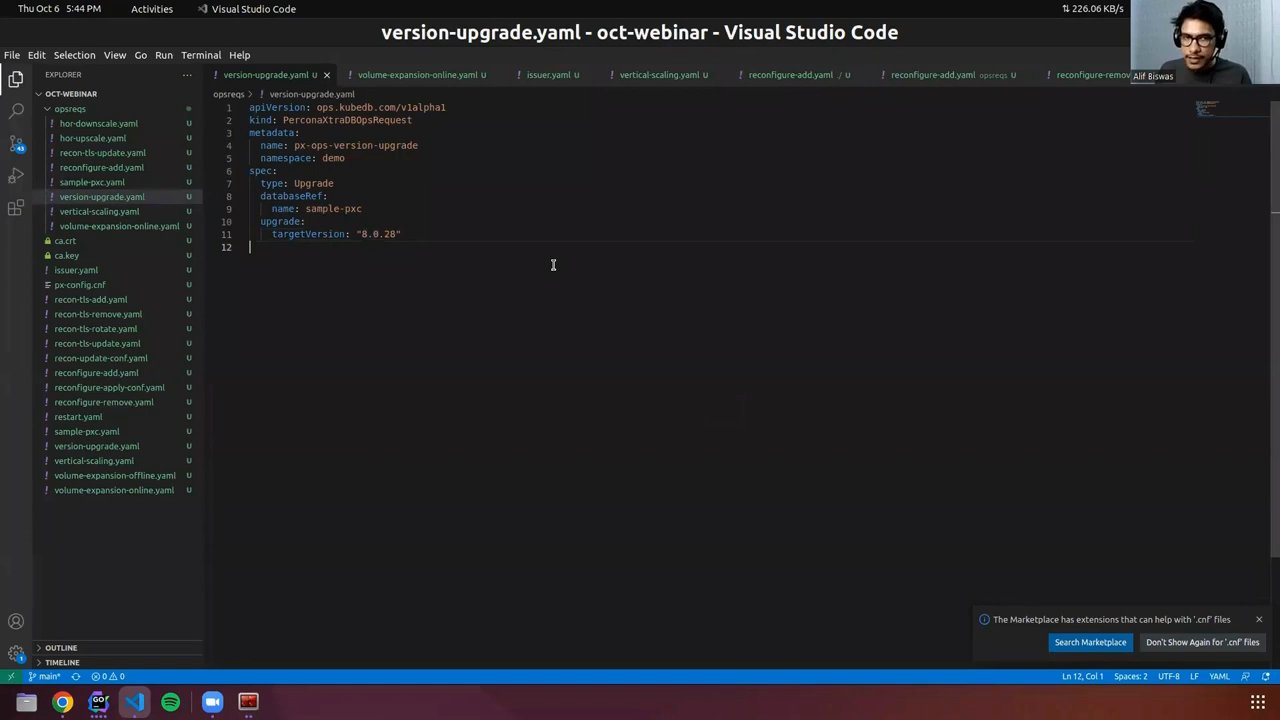 Thu Oct 6 5:44 PM
Activities
Visual Studio Code
226.06 KB/s
version-upgrade.yaml - oct-webinar - Visual Studio Code
File Edit Selection View Go Run Terminal Help
Alif Biswas
EXPLORER
version-upgrade.yaml U
volume-expansion-online.yaml U
issuer.yaml U
vertical-scaling.yaml U
reconfigure-add.yaml / U
reconfigure-add.yaml opsreqs U
reconfigure-remov
OCT-WEBINAR
opsreqs
hor-downscale.yaml U
hor-upscale.yaml U
recon-tls-update.yaml U
reconfigure-add.yaml U
sample-pxc.yaml U
version-upgrade.yaml U
vertical-scaling.yaml U
volume-expansion-online.yaml U
ca.crt U
ca.key U
issuer.yaml U
px-config.cnf U
recon-tls-add.yaml U
recon-tls-remove.yaml U
recon-tls-rotate.yaml U
recon-tls-update.yaml U
recon-update-conf.yaml U
reconfigure-add.yaml U
reconfigure-apply-conf.yaml U
reconfigure-remove.yaml U
restart.yaml U
sample-pxc.yaml U
version-upgrade.yaml U
vertical-scaling.yaml U
volume-expansion-offline.yaml U
volume-expansion-online.yaml U
OUTLINE
TIMELINE
opsreqs > version-upgrade.yaml
1 apiVersion: ops.kubedb.com/v1alpha1
2 kind: PerconaXtraDBOpsRequest
3 metadata:
4 name: px-ops-version-upgrade
5 namespace: demo
6 spec:
7 type: Upgrade
8 databaseRef:
9 name: sample-pxc
10 upgrade:
11 targetVersion: "8.0.28"
12
The Marketplace has extensions that can help with '.cnf' files
Search Marketplace
Don't Show Again for '.cnf' files
43
1
main*
0 0
Ln 12, Col 1
Spaces: 2
UTF-8
LF
YAML
GO